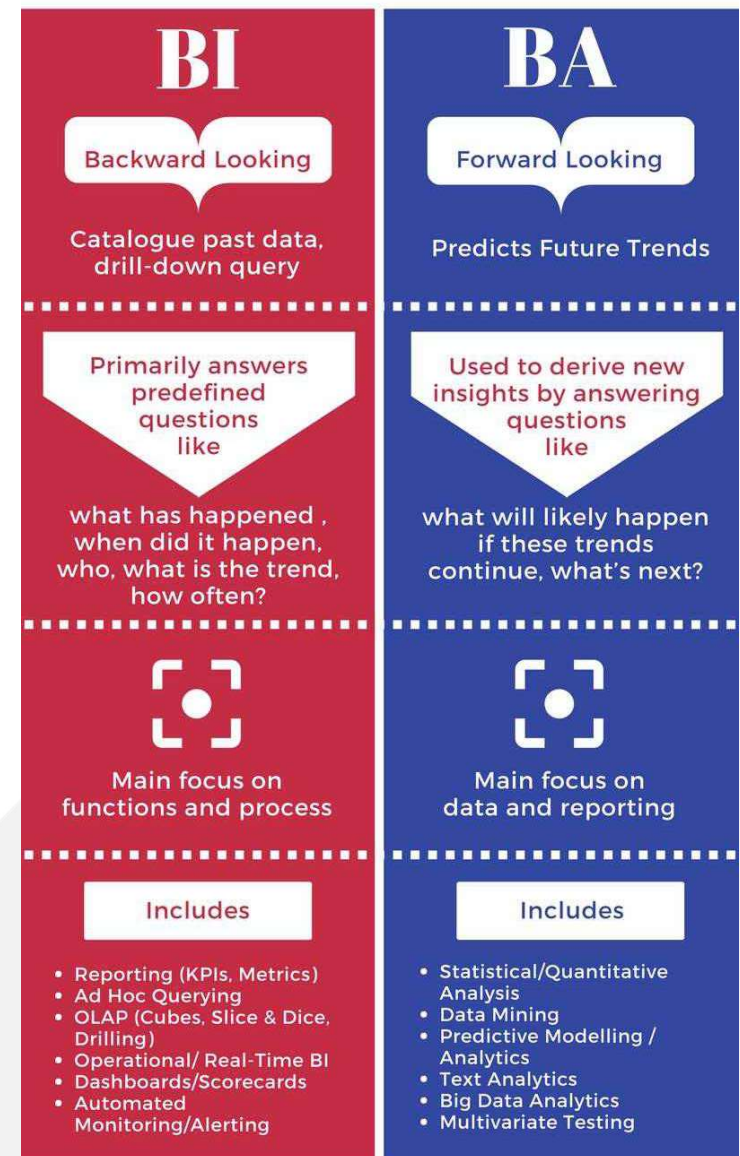 BI
Backward Looking
Catalogue past data,
drill-down query
Primarily answers
predefined
questions
like
what has happened ,
when did it happen,
who, what is the trend,
how often?
Main focus on
functions and process
Includes
• Reporting (KPIs, Metrics)
• Ad Hoc Querying
• OLAP (Cubes, Slice & Dice,
Drilling)
• Operational/ Real-Time BI
• Dashboards/Scorecards
• Automated
Monitoring/Alerting
BA
Forward Looking
Predicts Future Trends
Used to derive new
insights by answering
questions
like
what will likely happen
if these trends
continue, what's next?
Main focus on
data and reporting
Includes
• Statistical/Quantitative
Analysis
• Data Mining
• Predictive Modelling /
Analytics
• Text Analytics
• Big Data Analytics
• Multivariate Testing